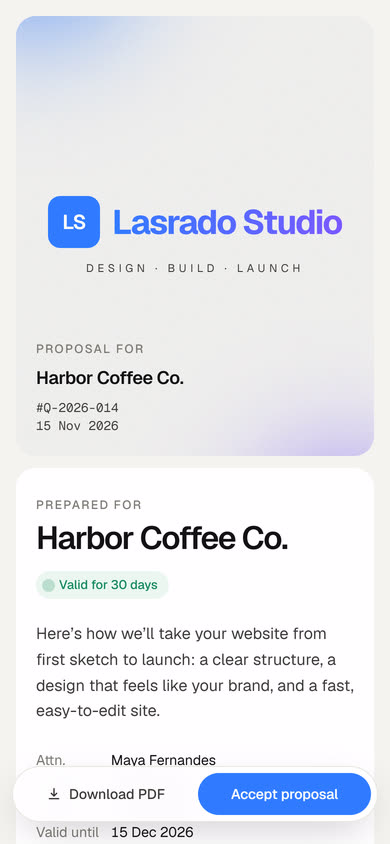 LS Lasrado Studio
DESIGN · BUILD · LAUNCH
PROPOSAL FOR
Harbor Coffee Co.
#Q-2026-014
15 Nov 2026
PREPARED FOR
Harbor Coffee Co.
Valid for 30 days
Here’s how we’ll take your website from
first sketch to launch: a clear structure, a
design that feels like your brand, and a fast,
easy-to-edit site.
Attn. Maya Fernandes
Download PDF Accept proposal
Valid until 15 Dec 2026